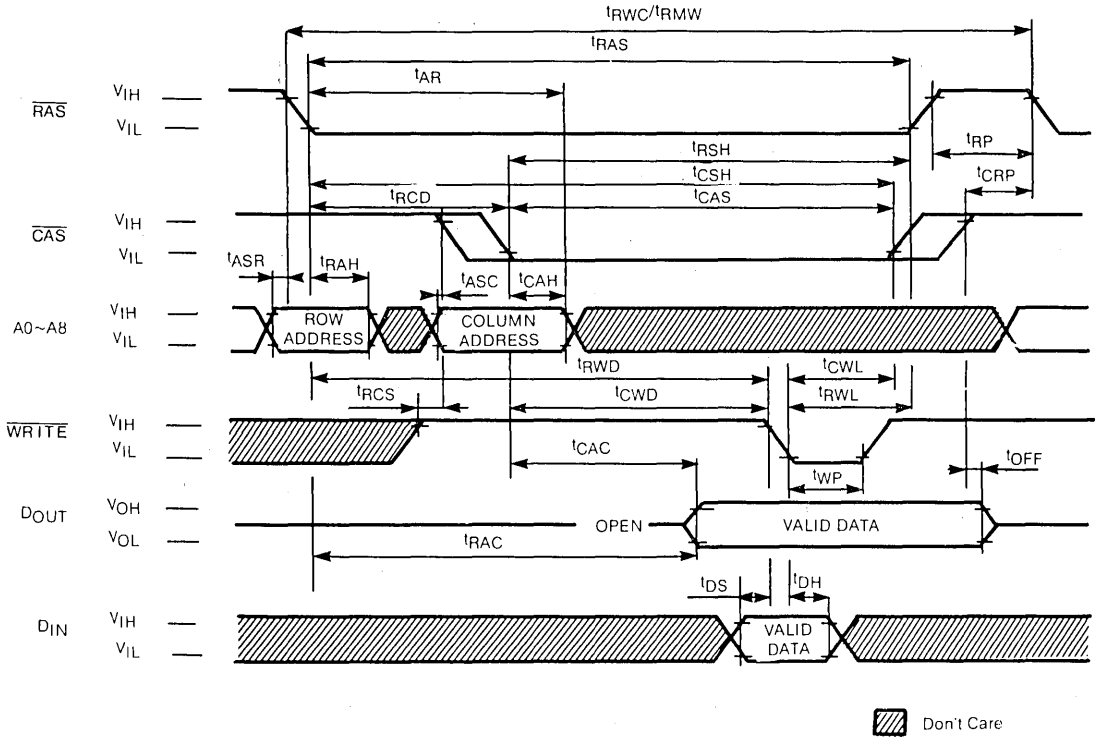 tRWC/tRMW
tRAS
tAR
RAS
VIH
VIL
tRP
tRSH
tCSH
tCRP
tRCD
tCAS
CAS
VIH
VIL
tASR
tRAH
tASC
tCAH
A0~A8
VIH
VIL
ROW ADDRESS
COLUMN ADDRESS
tRWD
tCWL
tRCS
tCWD
tRWL
WRITE
VIH
VIL
tCAC
tWP
tOFF
DOUT
VOH
VOL
OPEN
VALID DATA
tRAC
tDS
tDH
DIN
VIH
VIL
VALID DATA
Don't Care